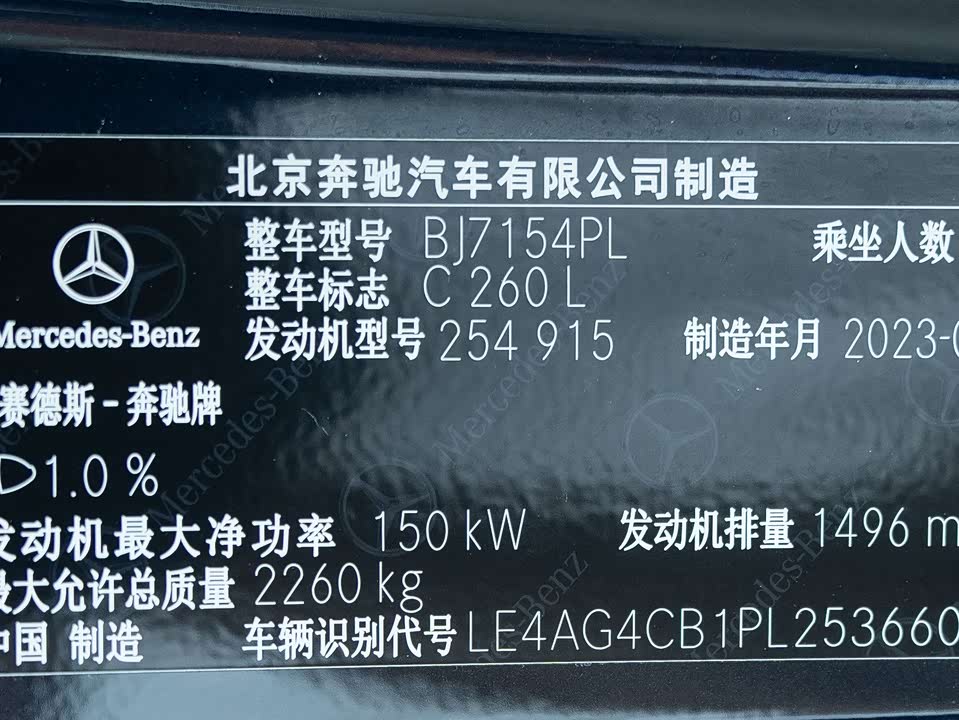 北京奔驰汽车有限公司制造
整车型号 BJ7154PL 乘坐人数
整车标志 C 260 L
Mercedes-Benz
发动机型号 254 915 制造年月 2023-0
赛德斯-奔驰牌
1.0 %
发动机最大净功率 150 kW 发动机排量 1496 m
最大允许总质量 2260 kg
中国 制造 车辆识别代号 LE4AG4CB1PL253660